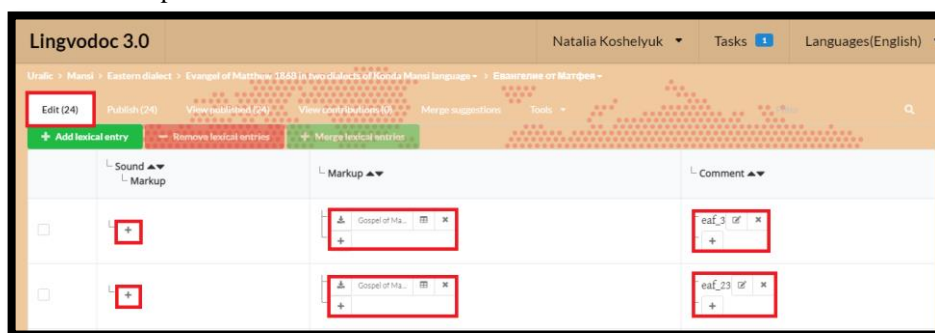 Lingvodoc 3.0 Natalia Koshelyuk Tasks 1 Languages(English)
Uralic > Mansi > Eastern dialect > Evangel of Matthew 1868 in two dialects of Konda Mansi language > Евангелие от Матфея
Edit (24) Publish (24) View published (24) View contributions (0) Merge suggestions Tools
+ Add lexical entry − Remove lexical entries + Merge lexical entries
Sound Markup Comment
Markup
Gospel of Ma... eaf_3
Gospel of Ma... eaf_23